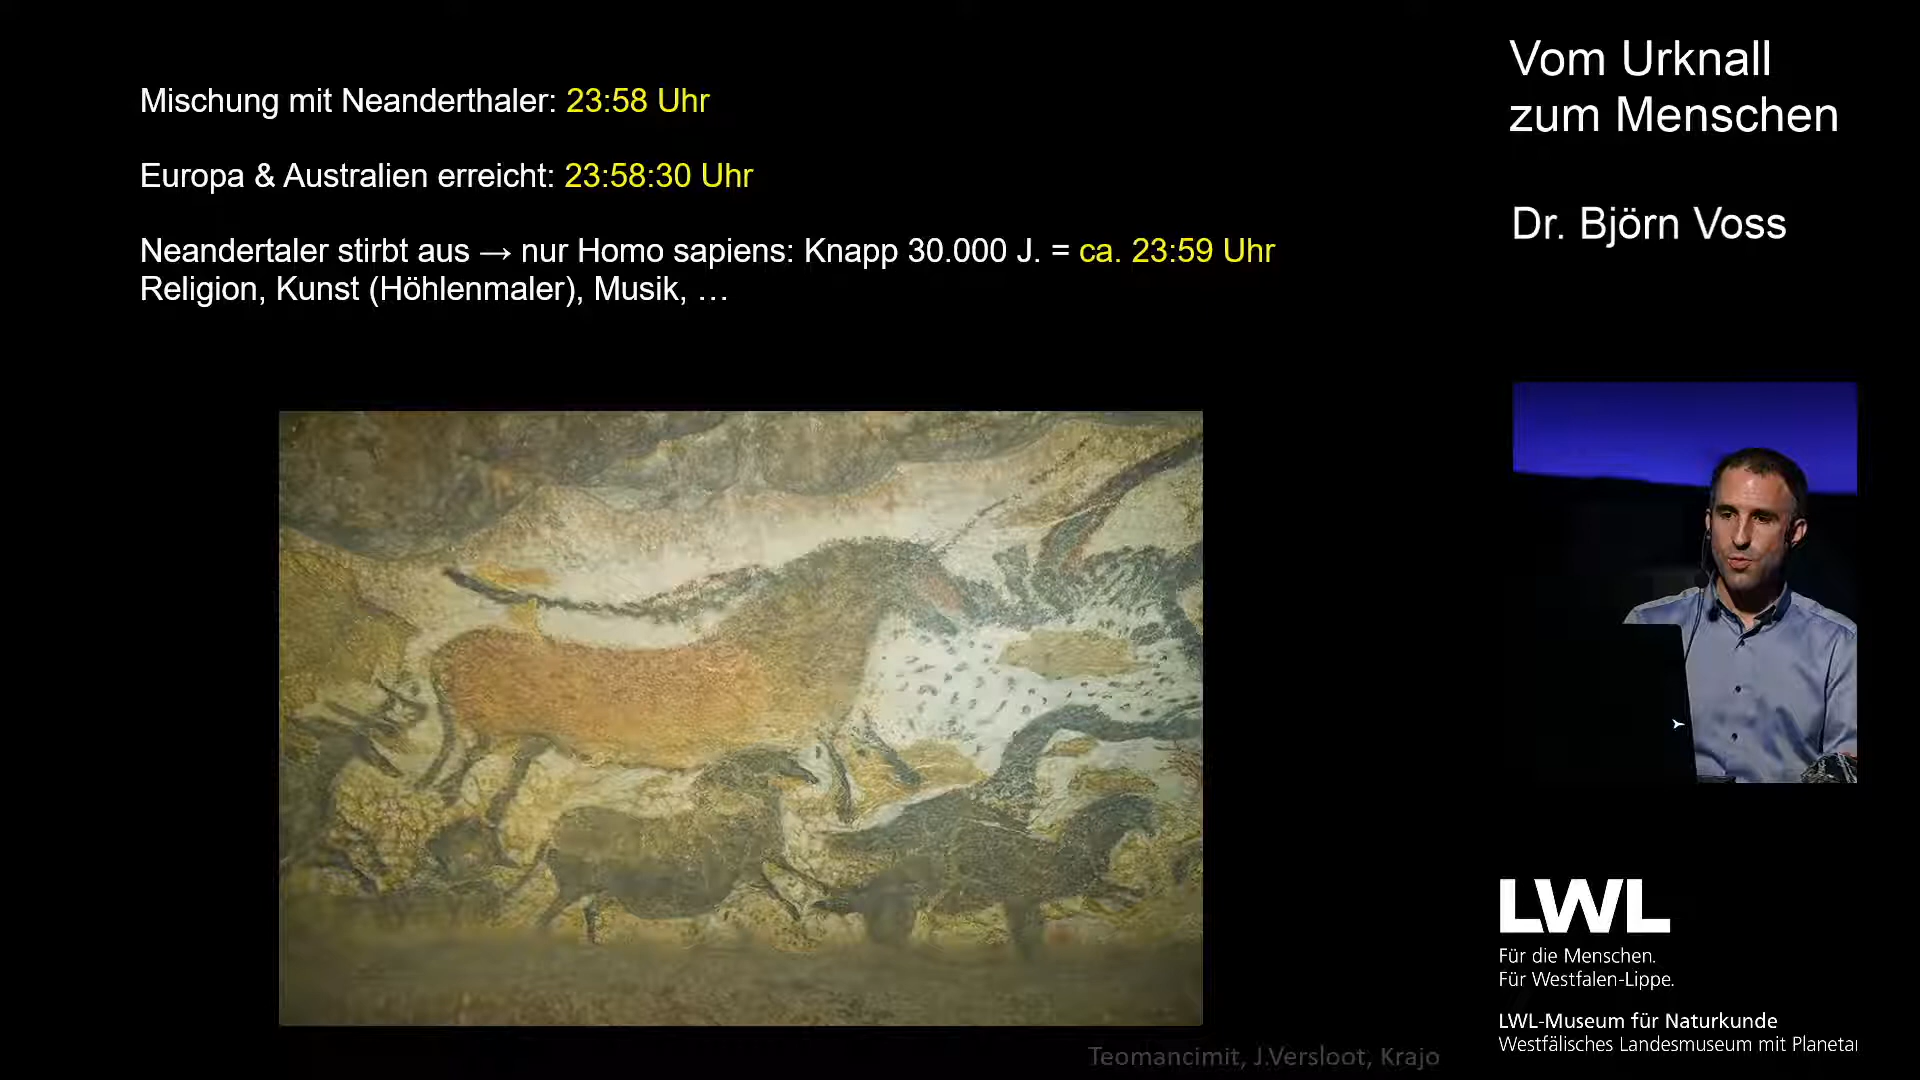 Mischung mit Neanderthaler: 23:58 Uhr
Europa & Australien erreicht: 23:58:30 Uhr
Neandertaler stirbt aus → nur Homo sapiens: Knapp 30.000 J. = ca. 23:59 Uhr
Religion, Kunst (Höhlenmaler), Musik, …
Teomancimit, J.Versloot, Krajo
Vom Urknall
zum Menschen
Dr. Björn Voss
LWL
Für die Menschen.
Für Westfalen-Lippe.
LWL-Museum für Naturkunde
Westfälisches Landesmuseum mit Planetar